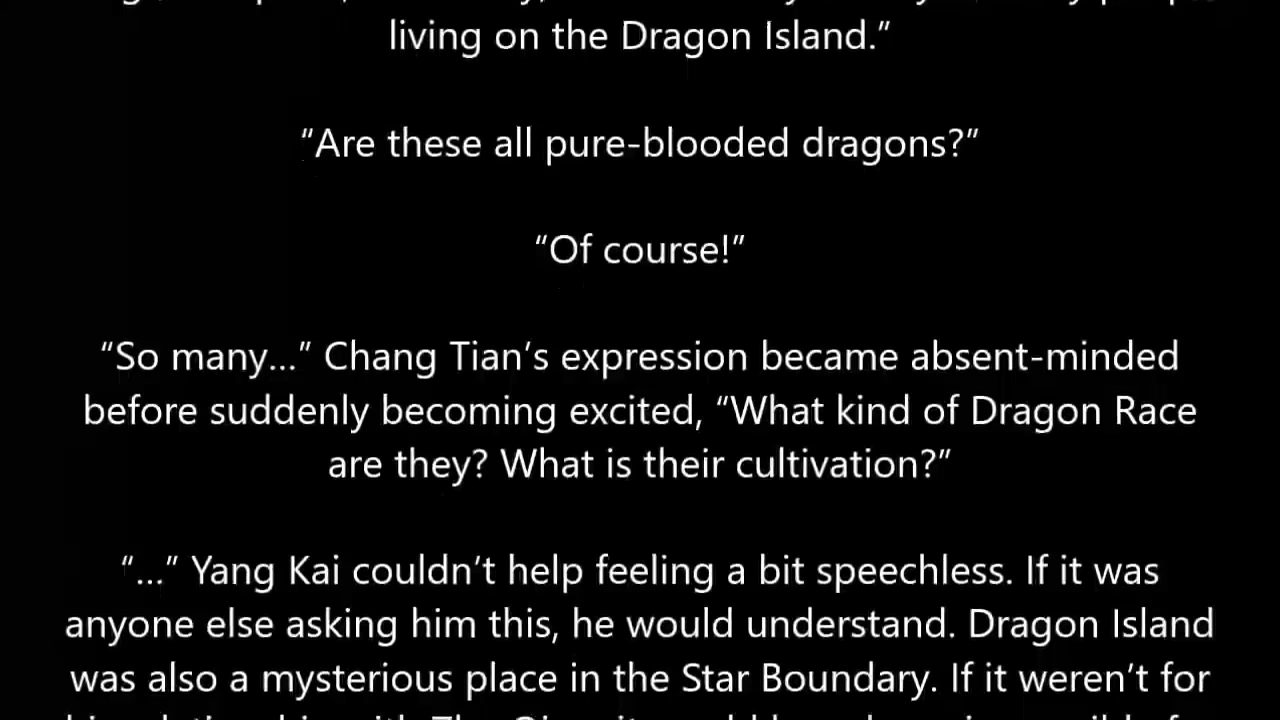 living on the Dragon Island.”
“Are these all pure-blooded dragons?”
“Of course!”
“So many…” Chang Tian’s expression became absent-minded
before suddenly becoming excited, “What kind of Dragon Race
are they? What is their cultivation?”
“…” Yang Kai couldn’t help feeling a bit speechless. If it was
anyone else asking him this, he would understand. Dragon Island
was also a mysterious place in the Star Boundary. If it weren’t for